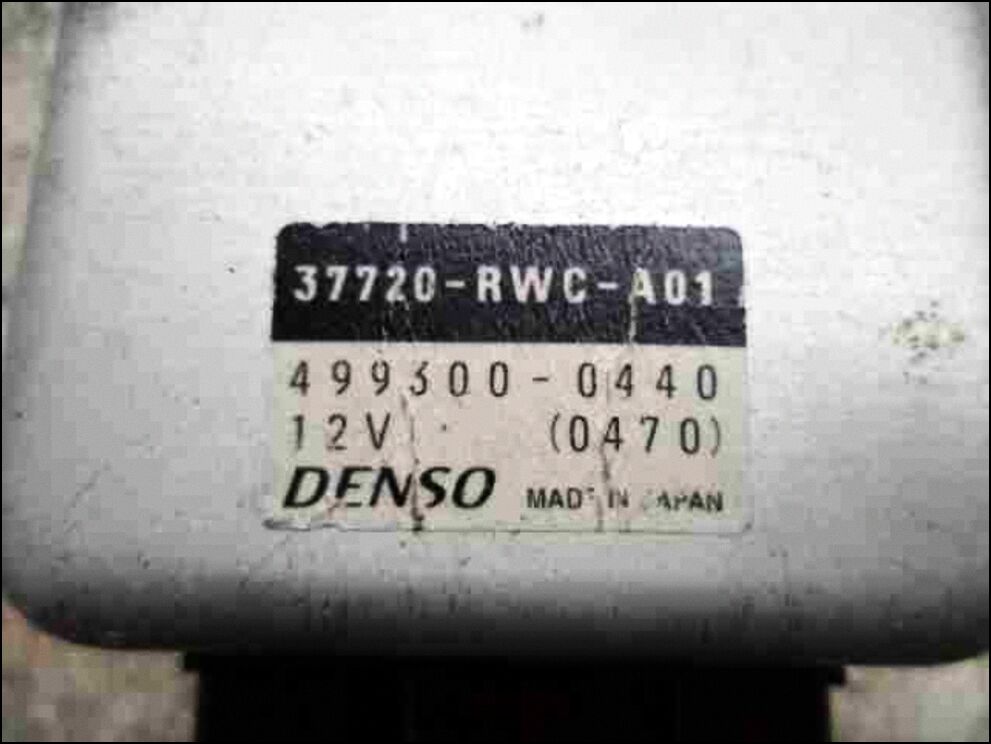 37720-RWC-A01
499300-0440
12V (0470)
DENSO MADE IN JAPAN